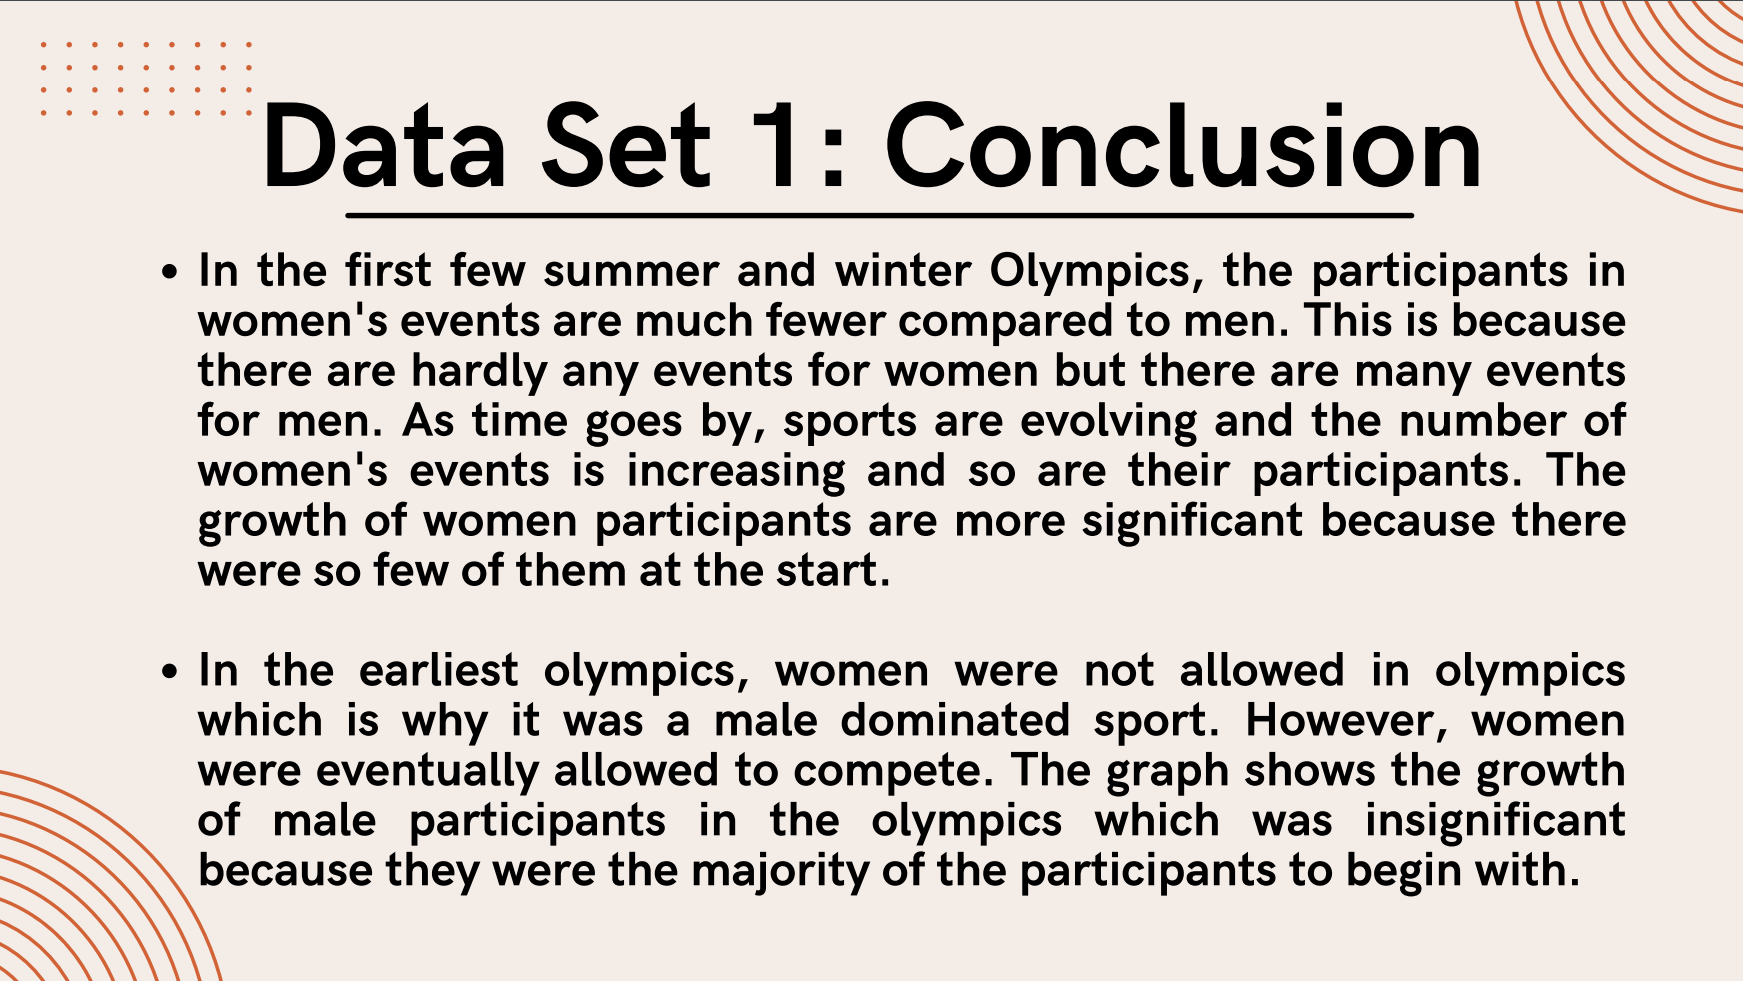 Data Set 1: Conclusion
• In the first few summer and winter Olympics, the participants in
women's events are much fewer compared to men. This is because
there are hardly any events for women but there are many events
for men. As time goes by, sports are evolving and the number of
women's events is increasing and so are their participants. The
growth of women participants are more significant because there
were so few of them at the start.
• In the earliest olympics, women were not allowed in olympics
which is why it was a male dominated sport. However, women
were eventually allowed to compete. The graph shows the growth
of male participants in the olympics which was insignificant
because they were the majority of the participants to begin with.